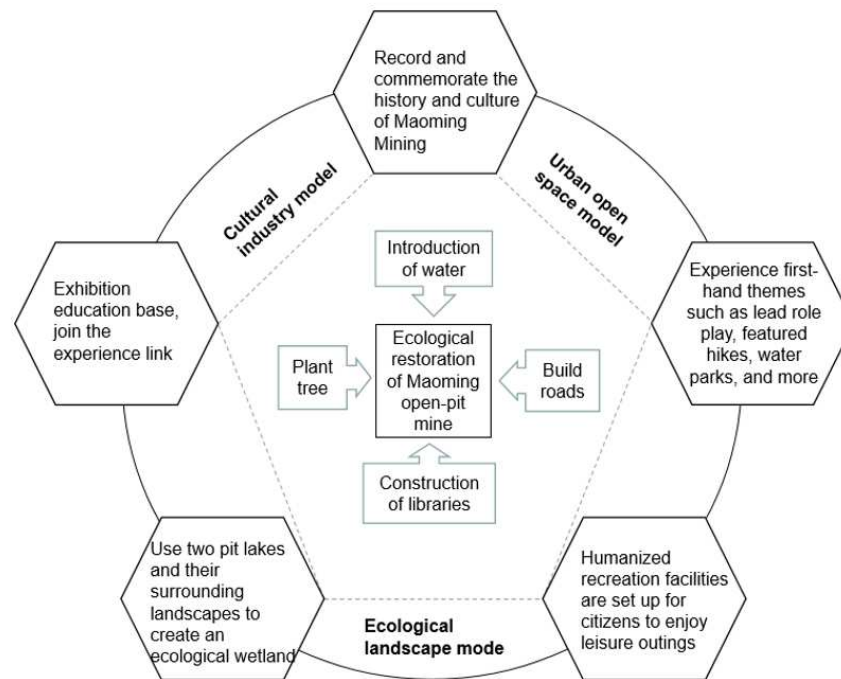 Record and
commemorate the
history and culture
of Maoming
Mining
Cultural
industry model
Urban open
space model
Introduction
of water
Exhibition
education base,
join the
experience link
Experience first-
hand themes
such as lead role
play, featured
hikes, water
parks, and more
Plant
tree
Ecological
restoration
of Maoming
open-pit
mine
Build
roads
Construction
of libraries
Use two pit lakes
and their
surrounding
landscapes to
create an
ecological wetland
Ecological
landscape mode
Humanized
recreation facilities
are set up for
citizens to enjoy
leisure outings